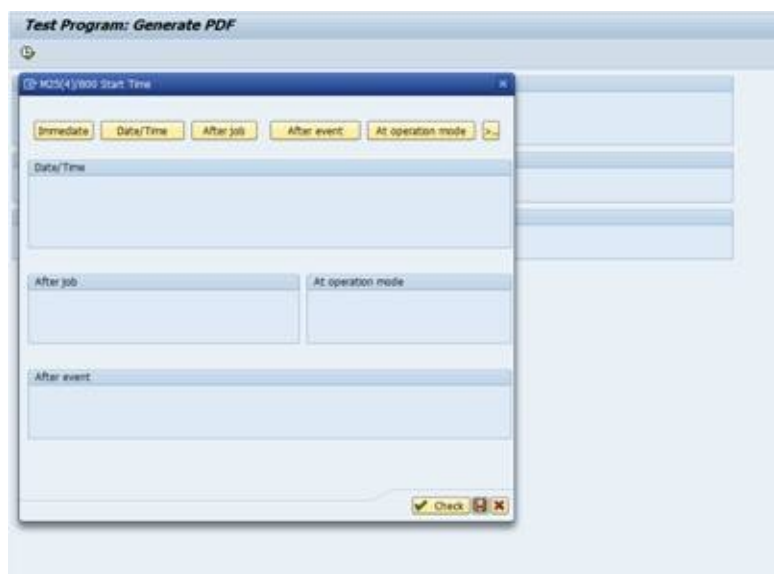 Test Program: Generate PDF
M25(4)/800 Start Time
Immediate Date/Time After job After event At operation mode >...
Date/Time
After job At operation mode
After event
Check